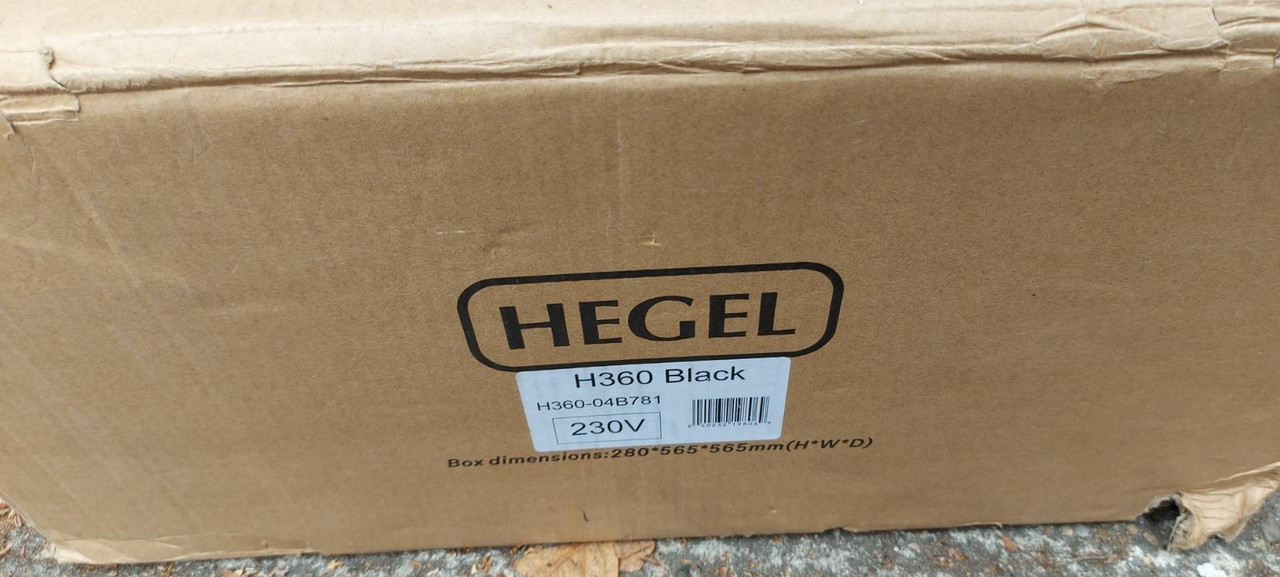 HEGEL
H360 Black
H360-04B781
230V
Box dimensions:280*565*565mm(H*W*D)